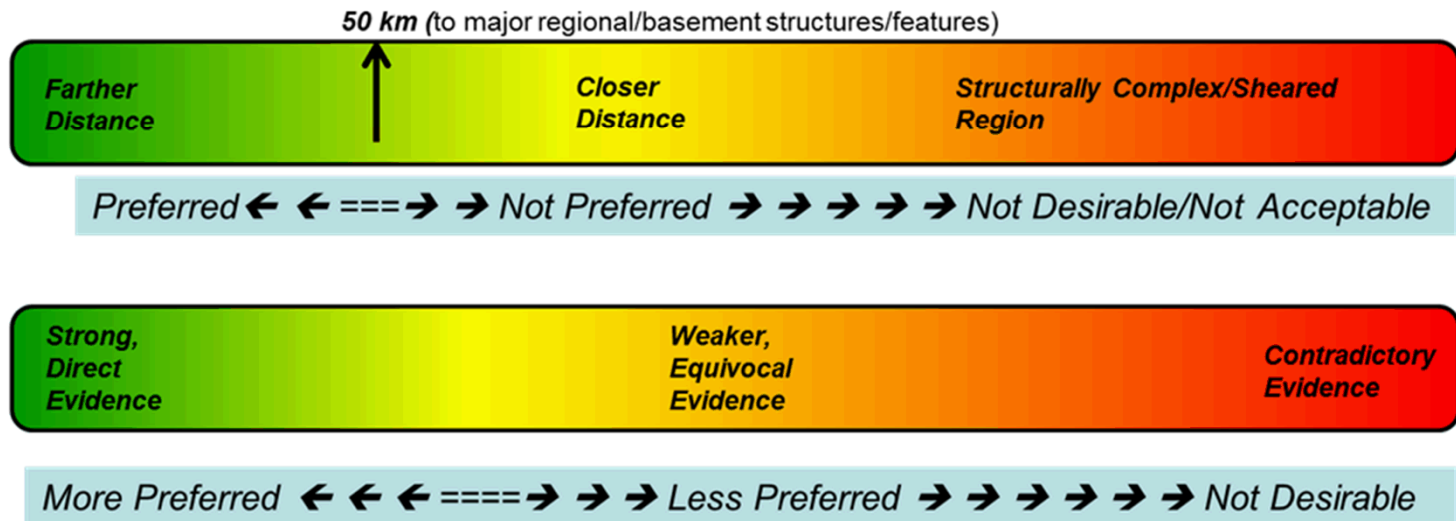 50 km (to major regional/basement structures/features)
Farther
Distance
Closer
Distance
Structurally Complex/Sheared
Region
Preferred ← ← ===→ → Not Preferred → → → → → Not Desirable/Not Acceptable
Strong,
Direct
Evidence
Weaker,
Equivocal
Evidence
Contradictory
Evidence
More Preferred ← ← ← ====→ → → Less Preferred → → → → → → Not Desirable